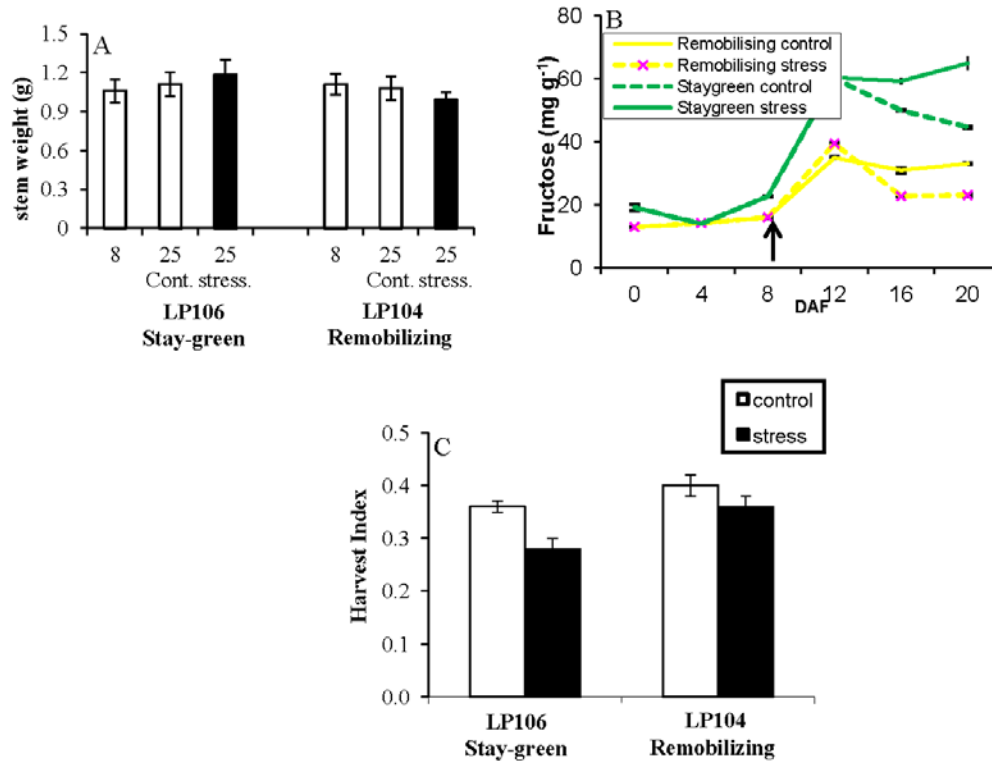 A
stem weight (g)
1.5
1.2
0.9
0.6
0.3
0
8 25 25 8 25 25
Cont. stress. Cont. stress.
LP106 LP104
Stay-green Remobilizing
B
Fructose (mg g⁻¹)
80
60
40
20
0
Remobilising control
Remobilising stress
Staygreen control
Staygreen stress
0 4 8 12 16 20
DAF
control
stress
C
Harvest Index
0.5
0.4
0.3
0.2
0.1
0.0
LP106 LP104
Stay-green Remobilizing